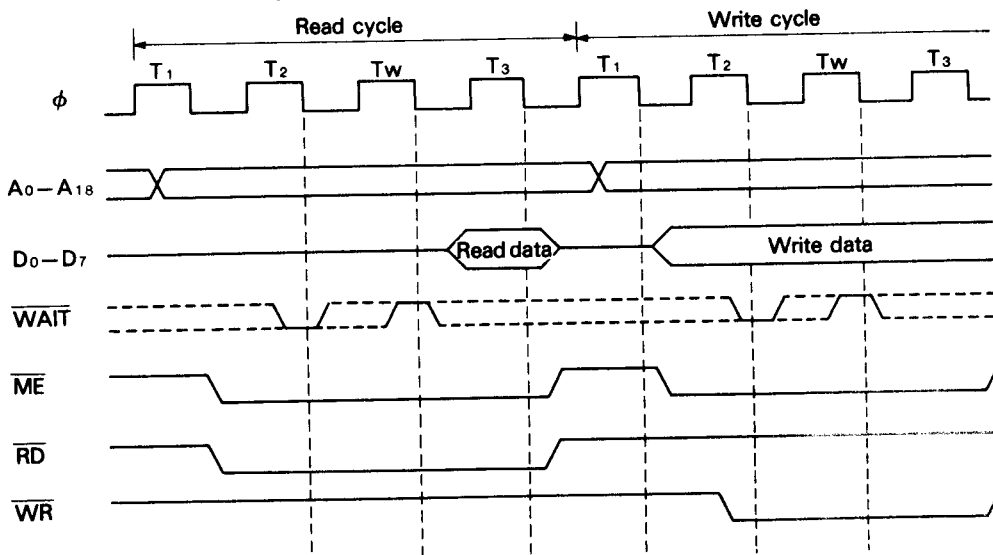 Read cycle Write cycle
T1 T2 TW T3 T1 T2 TW T3
φ
A0–A18
D0–D7 Read data Write data
WAIT
ME
RD
WR